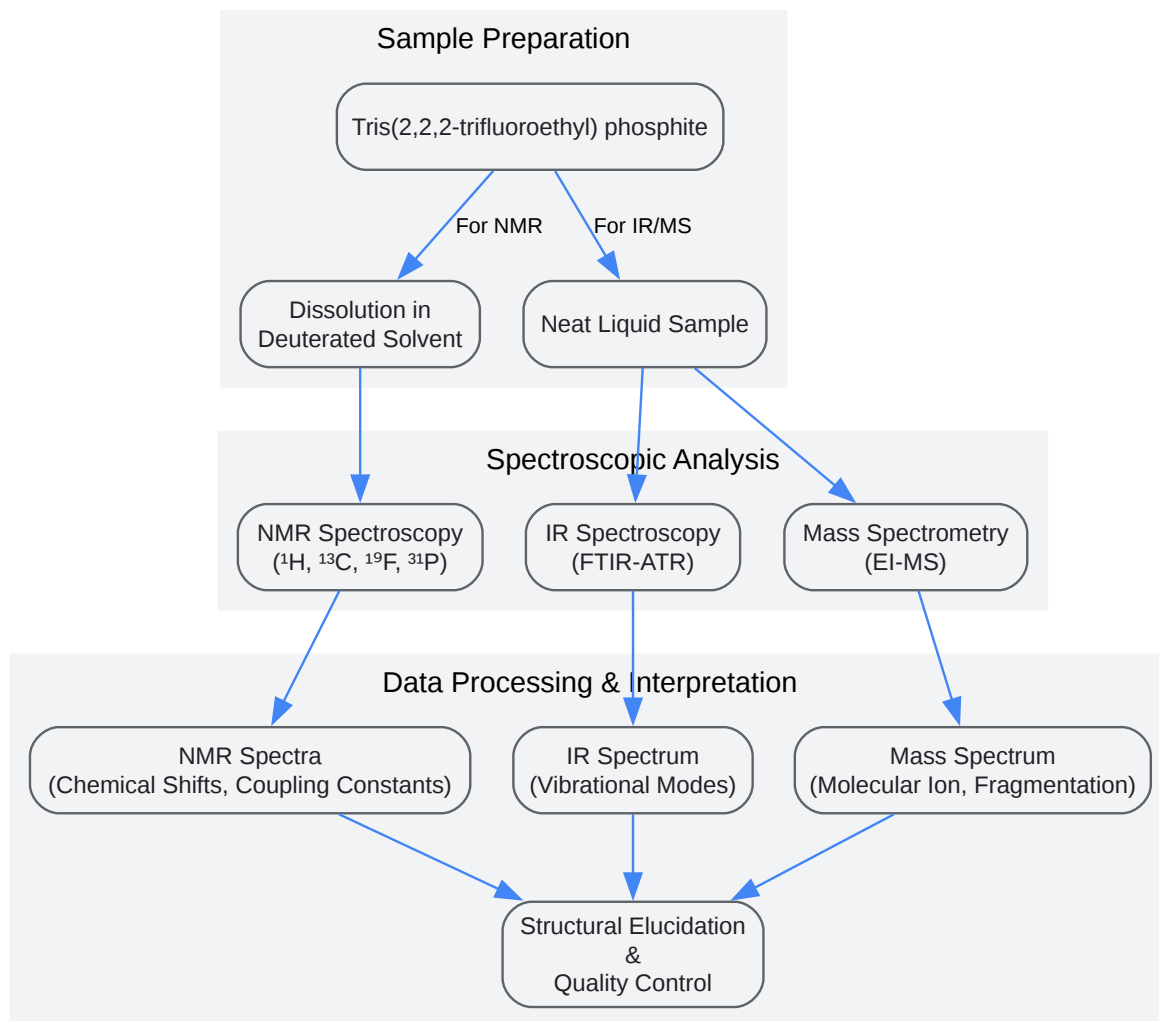 Sample Preparation
Tris(2,2,2-trifluoroethyl) phosphite
For NMR
For IR/MS
Dissolution in
Deuterated Solvent
Neat Liquid Sample
Spectroscopic Analysis
NMR Spectroscopy
(¹H, ¹³C, ¹⁹F, ³¹P)
IR Spectroscopy
(FTIR-ATR)
Mass Spectrometry
(EI-MS)
Data Processing & Interpretation
NMR Spectra
(Chemical Shifts, Coupling Constants)
IR Spectrum
(Vibrational Modes)
Mass Spectrum
(Molecular Ion, Fragmentation)
Structural Elucidation
&
Quality Control